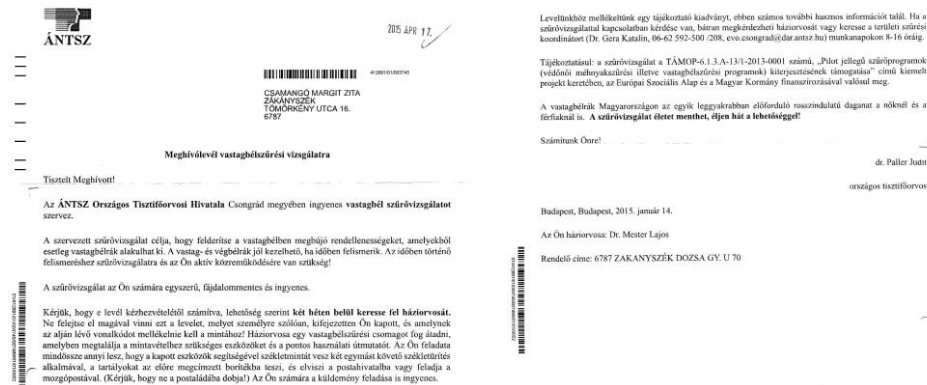 ÁNTSZ
2015 ÁPR 17.
CSAMANGÓ MARGIT ZITA
ZÁKÁNYSZÉK
TÖMÖRKÉNY UTCA 16.
6787
Meghívólevél vastagbélszűrési vizsgálatra
Tisztelt Meghívott!
Az ÁNTSZ Országos Tisztifőorvosi Hivatala Csongrád megyében ingyenes vastagbél szűrővizsgálatot
szervez.
A szervezett szűrővizsgálat célja, hogy felderítse a vastagbélben megbújó rendellenességeket, amelyekből
esetleg vastagbélrák alakulhat ki. A vastag- és végbélrák jól kezelhető, ha időben felismerik. Az időben történő
felismeréshez szűrővizsgálatra és az Ön aktív közreműködésére van szükség!
A szűrővizsgálat az Ön számára egyszerű, fájdalommentes és ingyenes.
Kérjük, hogy e levél kézhezvételétől számítva, lehetőség szerint két héten belül keresse fel háziorvosát.
Ne felejtse el magával vinni ezt a levelet, melyet személyre szólóan, kifejezetten Ön kapott, és amelynek
az alján lévő vonalkódot mellékelnie kell a mintához! Háziorvosa egy vastagbélszűrési csomagot fog átadni,
amelyben megtalálja a mintavételhez szükséges eszközöket és a pontos használati útmutatót. Az Ön feladata
mindössze annyi lesz, hogy a kapott eszközök segítségével székletmintát vesz két egymást követő székletürítés
alkalmával, a tartályokat az előre megcímzett borítékba teszi, és elviszi a postahivatalba vagy feladja a
mozgópostával. (Kérjük, hogy ne a postaládába dobja!) Az Ön számára a küldemény feladása is ingyenes.
Levelünkhöz mellékeltünk egy tájékoztató kiadványt, ebben számos további hasznos információt talál. Ha a
szűrővizsgálattal kapcsolatban kérdése van, bátran megkérdezheti háziorvosát vagy keresse a területi szűrési
koordinátort (Dr. Gera Katalin, 06-62 592-500 /208, evo.csongrad@dar.antsz.hu) munkanapokon 8-16 óráig.
Tájékoztatásul: a szűrővizsgálat a TÁMOP-6.1.3.A-13/1-2013-0001 számú, „Pilot jellegű szűrőprogramok
(védőnői méhnyakszűrési illetve vastagbélszűrési programok) kiterjesztésének támogatása” című kiemelt
projekt keretében, az Európai Szociális Alap és a Magyar Kormány finanszírozásával valósul meg.
A vastagbélrák Magyarországon az egyik leggyakrabban előforduló rosszindulatú daganat a nőknél és a
férfiaknál is. A szűrővizsgálat életet menthet, éljen hát a lehetőséggel!
Számítunk Önre!
dr. Paller Judit
országos tisztifőorvos
Budapest, Budapest, 2015. január 14.
Az Ön háziorvosa: Dr. Mester Lajos
Rendelő címe: 6787 ZAKANYSZÉK DOZSA GY. U 70